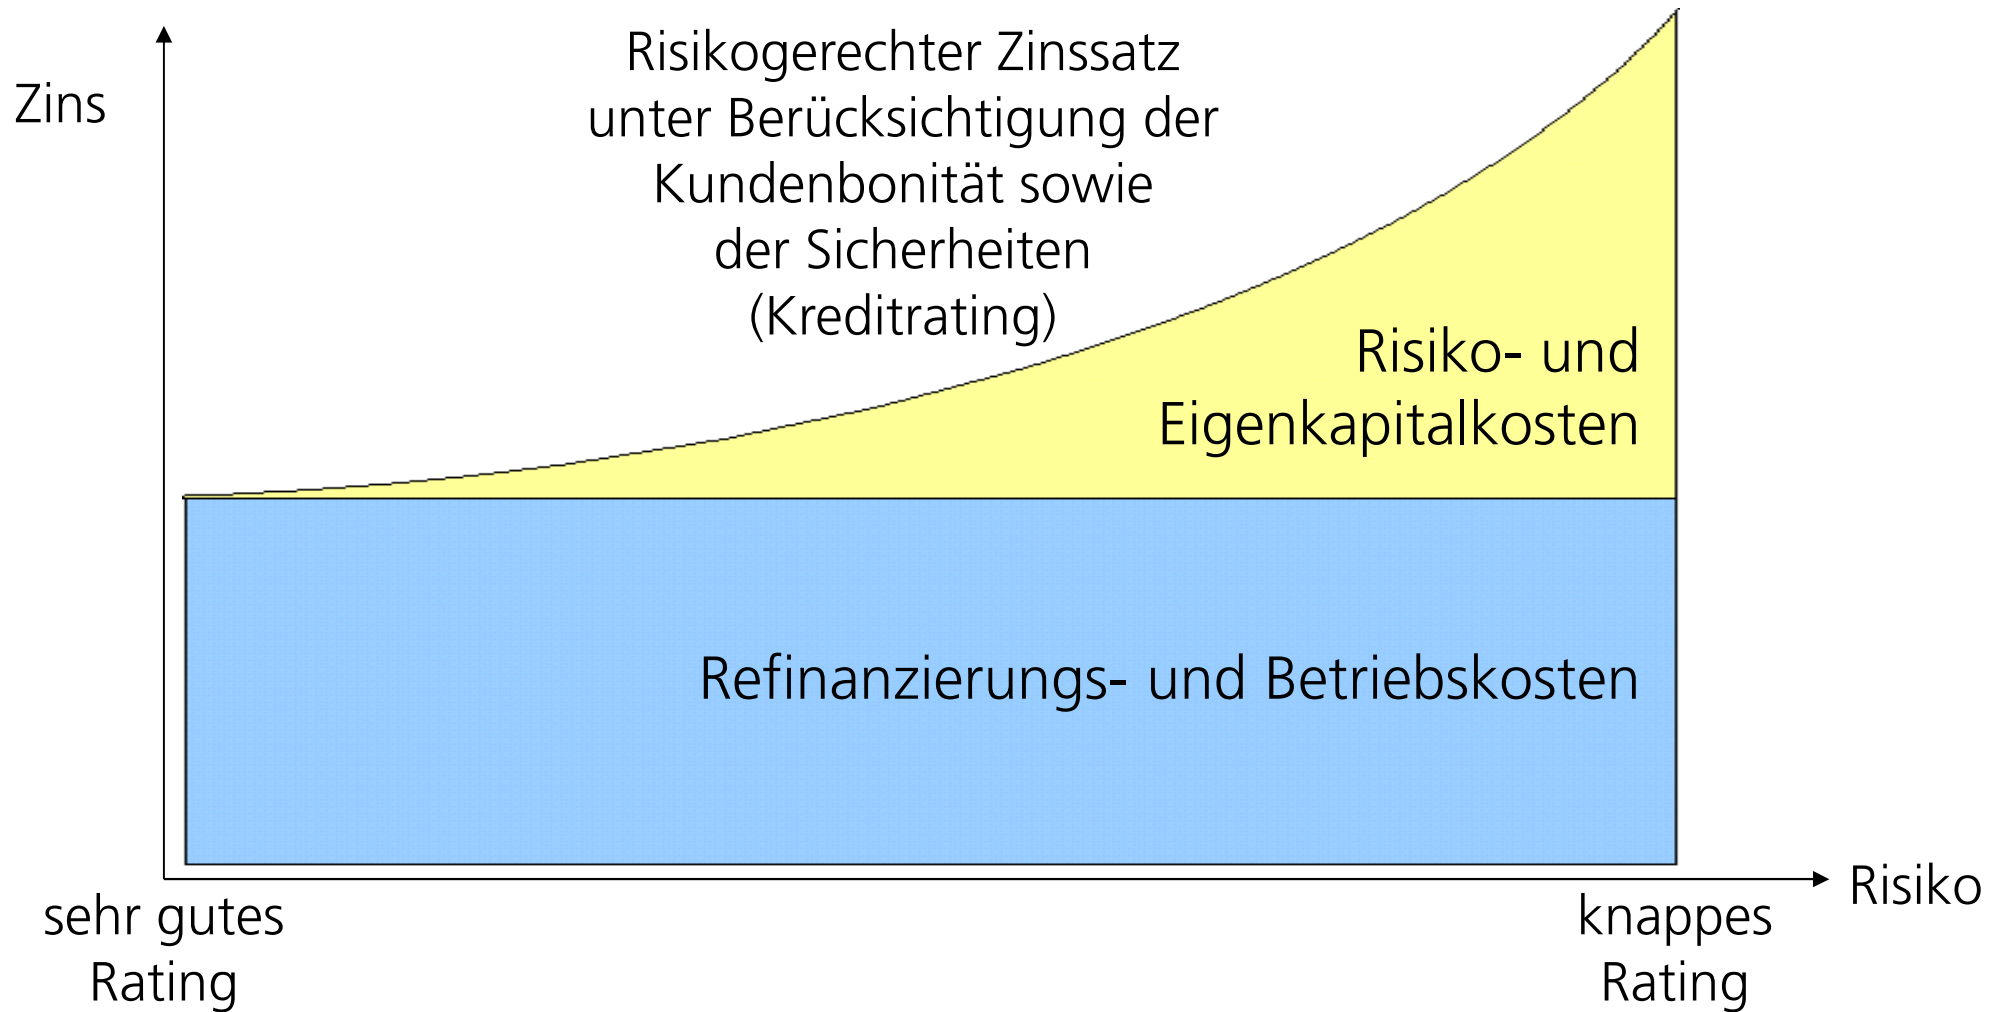 Zins
Risikogerechter Zinssatz
unter Berücksichtigung der
Kundenbonität sowie
der Sicherheiten
(Kreditrating)
Risiko- und
Eigenkapitalkosten
Refinanzierungs- und Betriebskosten
Risiko
sehr gutes
Rating
knappes
Rating